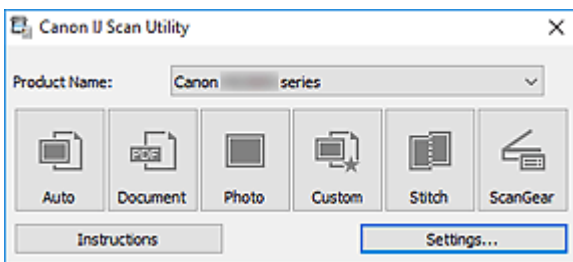 Canon IJ Scan Utility
Product Name: Canon series
PDF
Auto Document Photo Custom Stitch ScanGear
Instructions Settings...